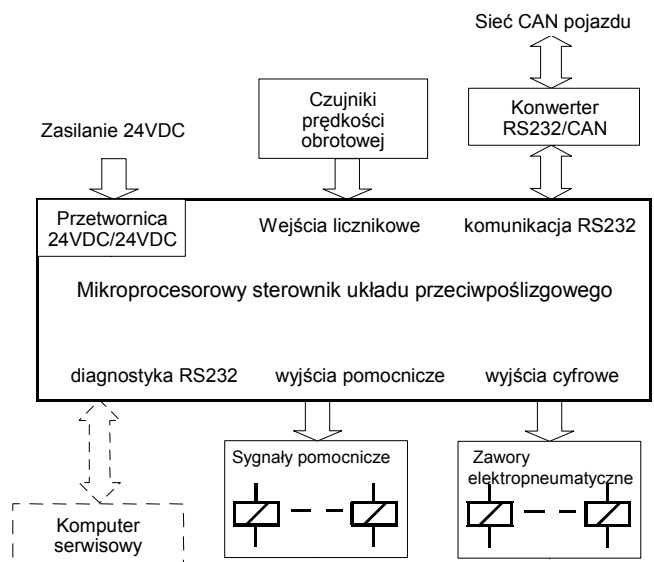 Sieć CAN pojazdu
Zasilanie 24VDC
Czujniki
prędkości
obrotowej
Konwerter
RS232/CAN
Przetwornica
24VDC/24VDC
Wejścia licznikowe
komunikacja RS232
Mikroprocesorowy sterownik układu przeciwpoślizgowego
diagnostyka RS232
wyjścia pomocnicze
wyjścia cyfrowe
Komputer
serwisowy
Sygnały pomocnicze
Zawory
elektropneumatyczne